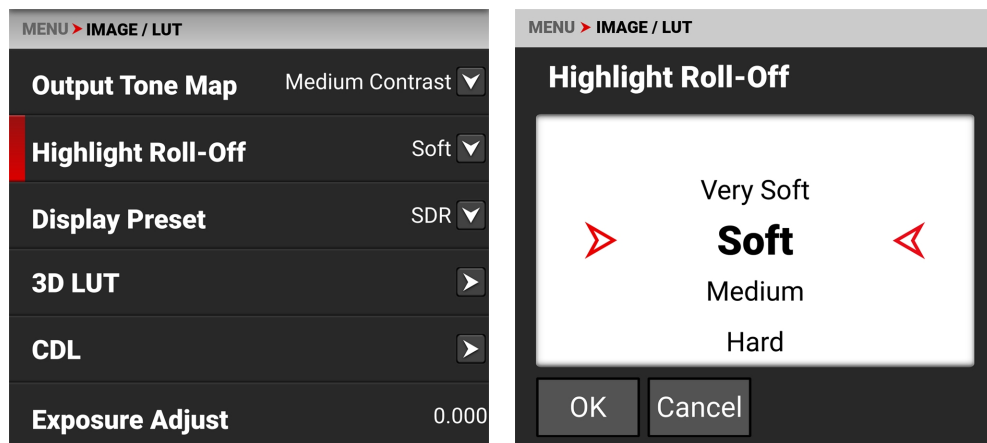 MENU IMAGE / LUT
Output Tone Map Medium Contrast
Highlight Roll-Off Soft
Display Preset SDR
3D LUT
CDL
Exposure Adjust 0.000
MENU IMAGE / LUT
Highlight Roll-Off
Very Soft
Soft
Medium
Hard
OK Cancel